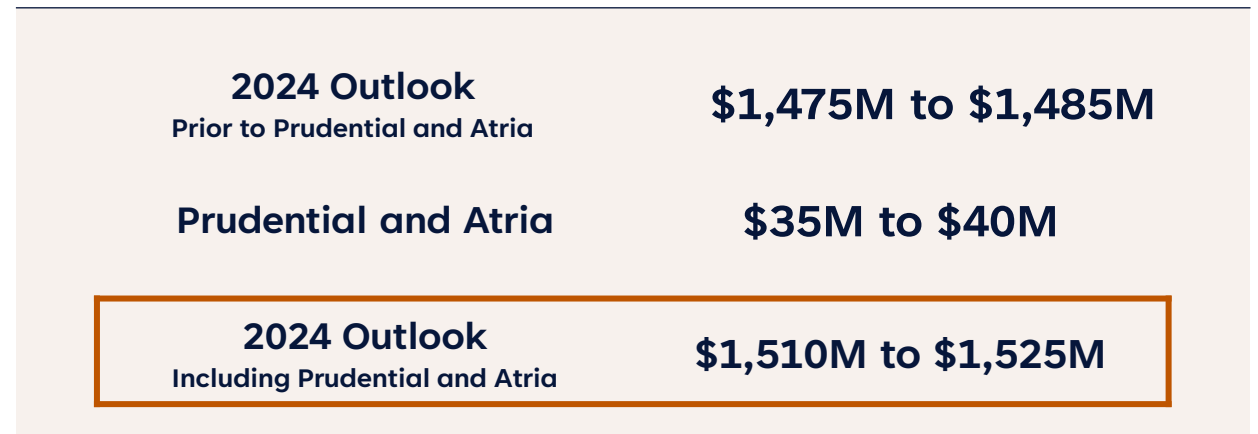 2024 Outlook
Prior to Prudential and Atria
$1,475M to $1,485M
Prudential and Atria
$35M to $40M
2024 Outlook
Including Prudential and Atria
$1,510M to $1,525M